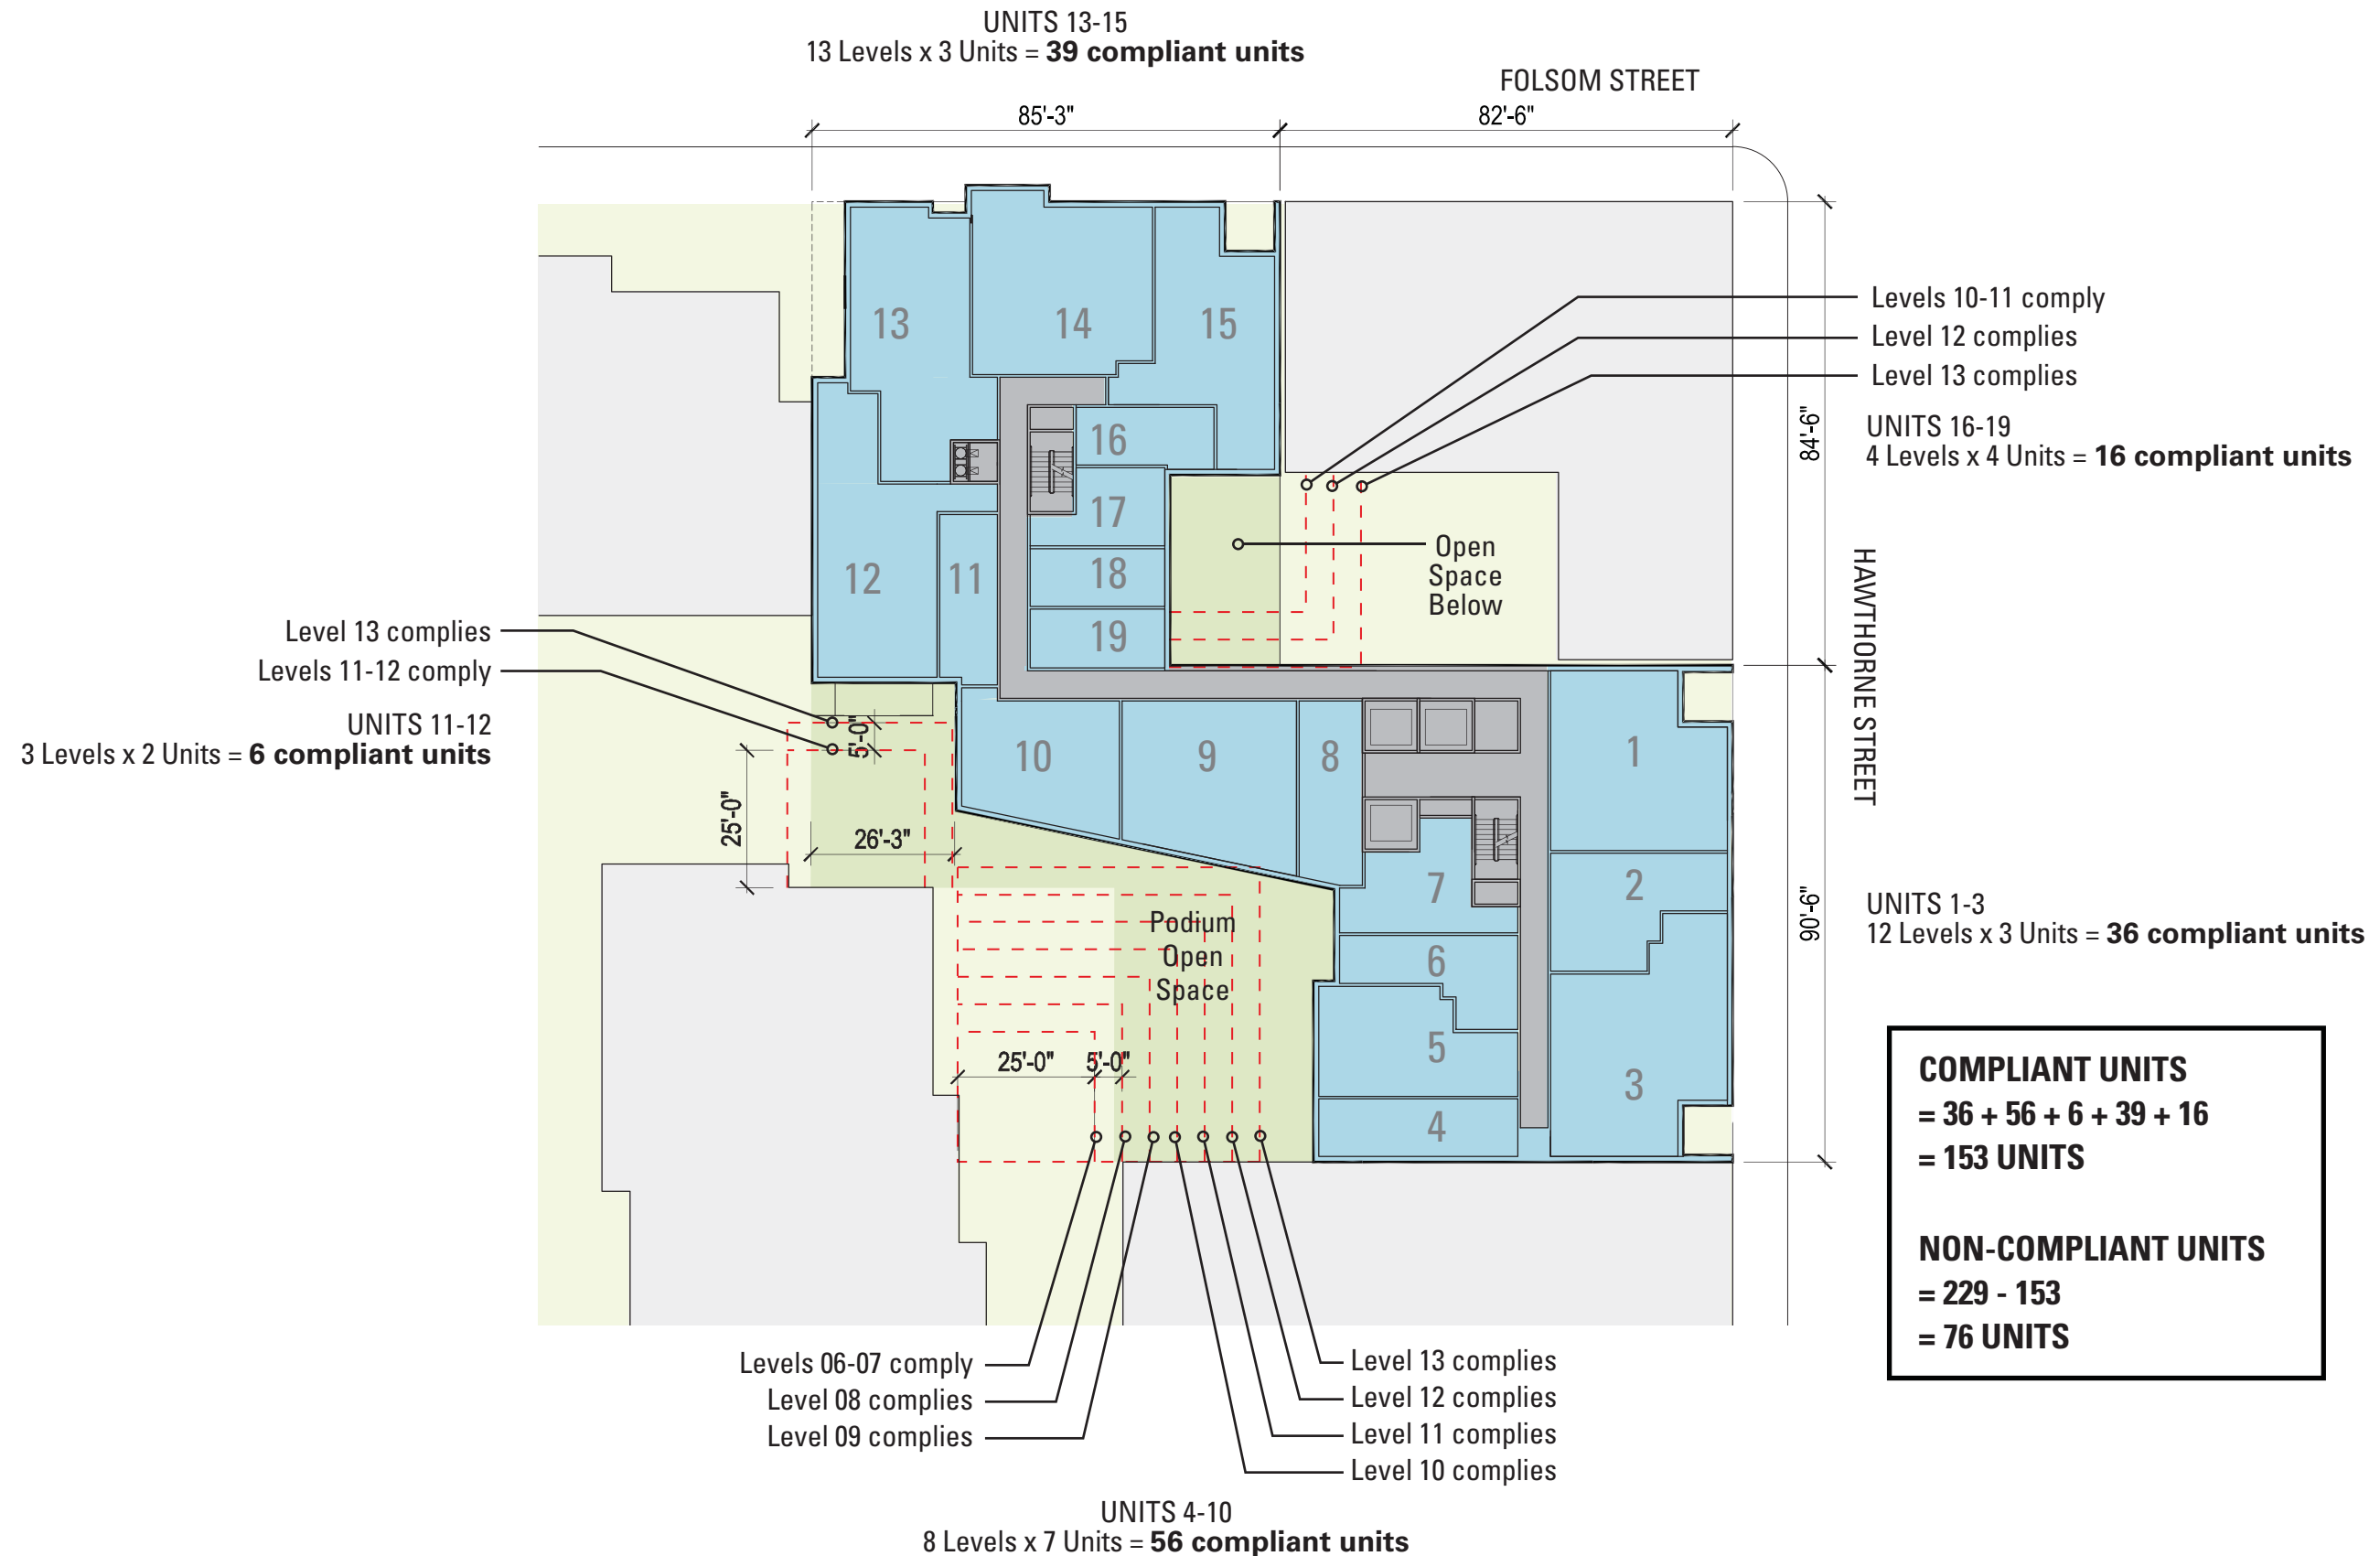 UNITS 13-15
13 Levels x 3 Units = 39 compliant units
FOLSOM STREET
85'-3"
82'-6"
13
14
15
16
17
18
19
12
11
10
9
8
7
6
5
4
1
2
3
Levels 10-11 comply
Level 12 complies
Level 13 complies
84'-6"
UNITS 16-19
4 Levels x 4 Units = 16 compliant units
Open
Space
Below
HAWTHORNE STREET
Level 13 complies
Levels 11-12 comply
UNITS 11-12
3 Levels x 2 Units = 6 compliant units
5'-0"
25'-0"
26'-3"
Podium
Open
Space
25'-0"
5'-0"
90'-6"
UNITS 1-3
12 Levels x 3 Units = 36 compliant units
COMPLIANT UNITS
= 36 + 56 + 6 + 39 + 16
= 153 UNITS
NON-COMPLIANT UNITS
= 229 - 153
= 76 UNITS
Levels 06-07 comply
Level 08 complies
Level 09 complies
Level 13 complies
Level 12 complies
Level 11 complies
Level 10 complies
UNITS 4-10
8 Levels x 7 Units = 56 compliant units